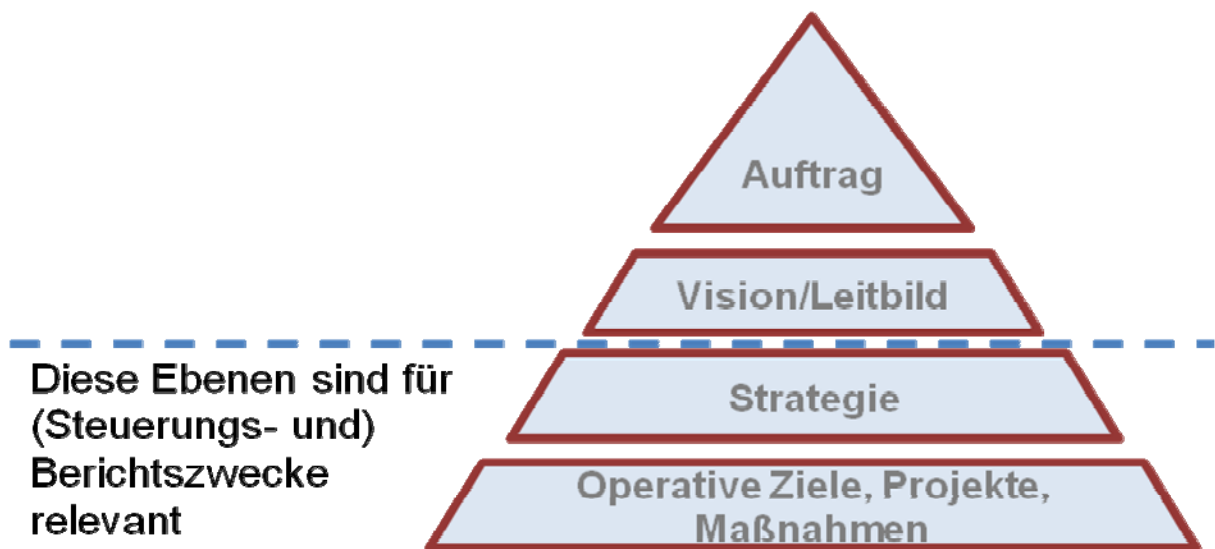 Auftrag
Vision/Leitbild
Diese Ebenen sind für
(Steuerungs- und)
Berichtszwecke
relevant
Strategie
Operative Ziele, Projekte,
Maßnahmen